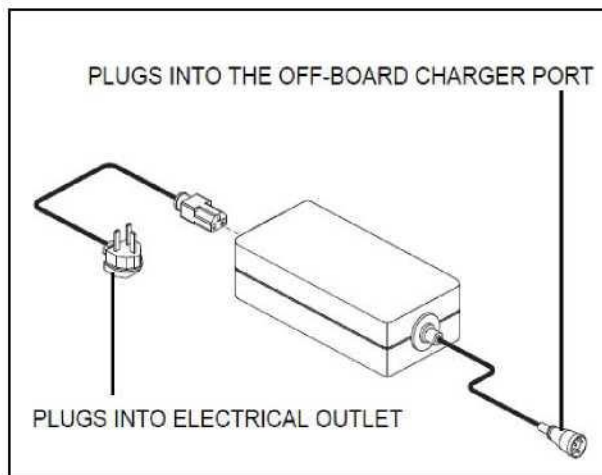 PLUGS INTO THE OFF-BOARD CHARGER PORT
PLUGS INTO ELECTRICAL OUTLET